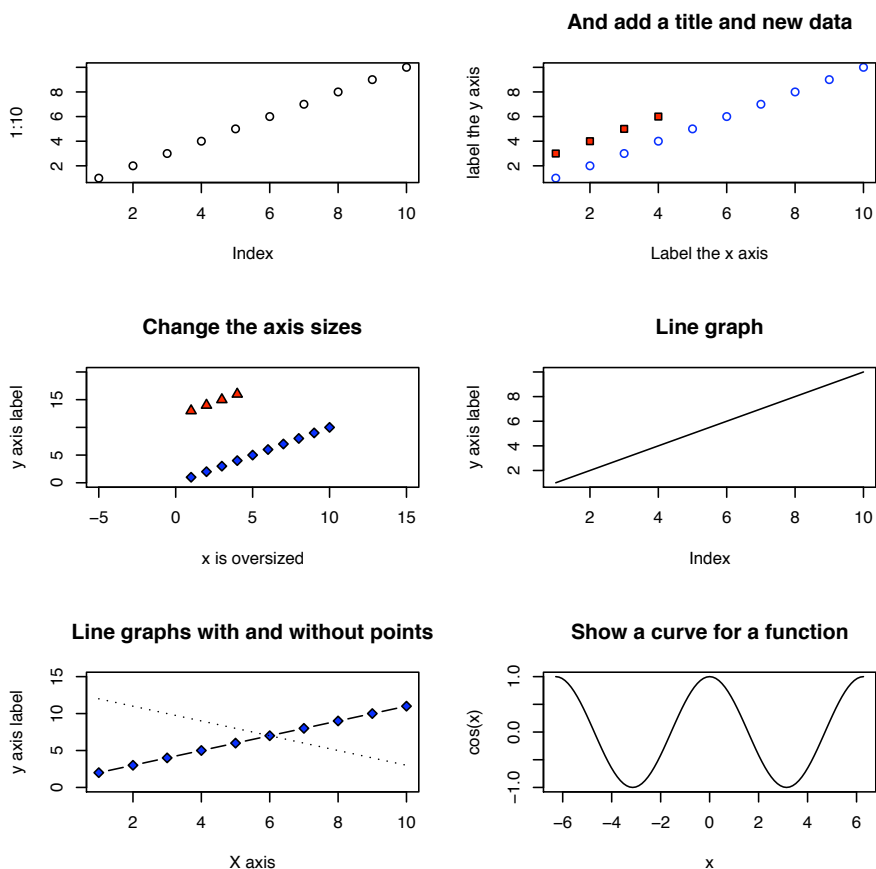 1:10
2 4 6 8
2 4 6 8 10
Index
And add a title and new data
label the y axis
2 4 6 8
2 4 6 8 10
Label the x axis
Change the axis sizes
y axis label
0 5 15
−5 0 5 10 15
x is oversized
Line graph
y axis label
2 4 6 8
2 4 6 8 10
Index
Line graphs with and without points
y axis label
0 5 10 15
2 4 6 8 10
X axis
Show a curve for a function
cos(x)
−1.0 0.0 1.0
−6 −4 −2 0 2 4 6
x